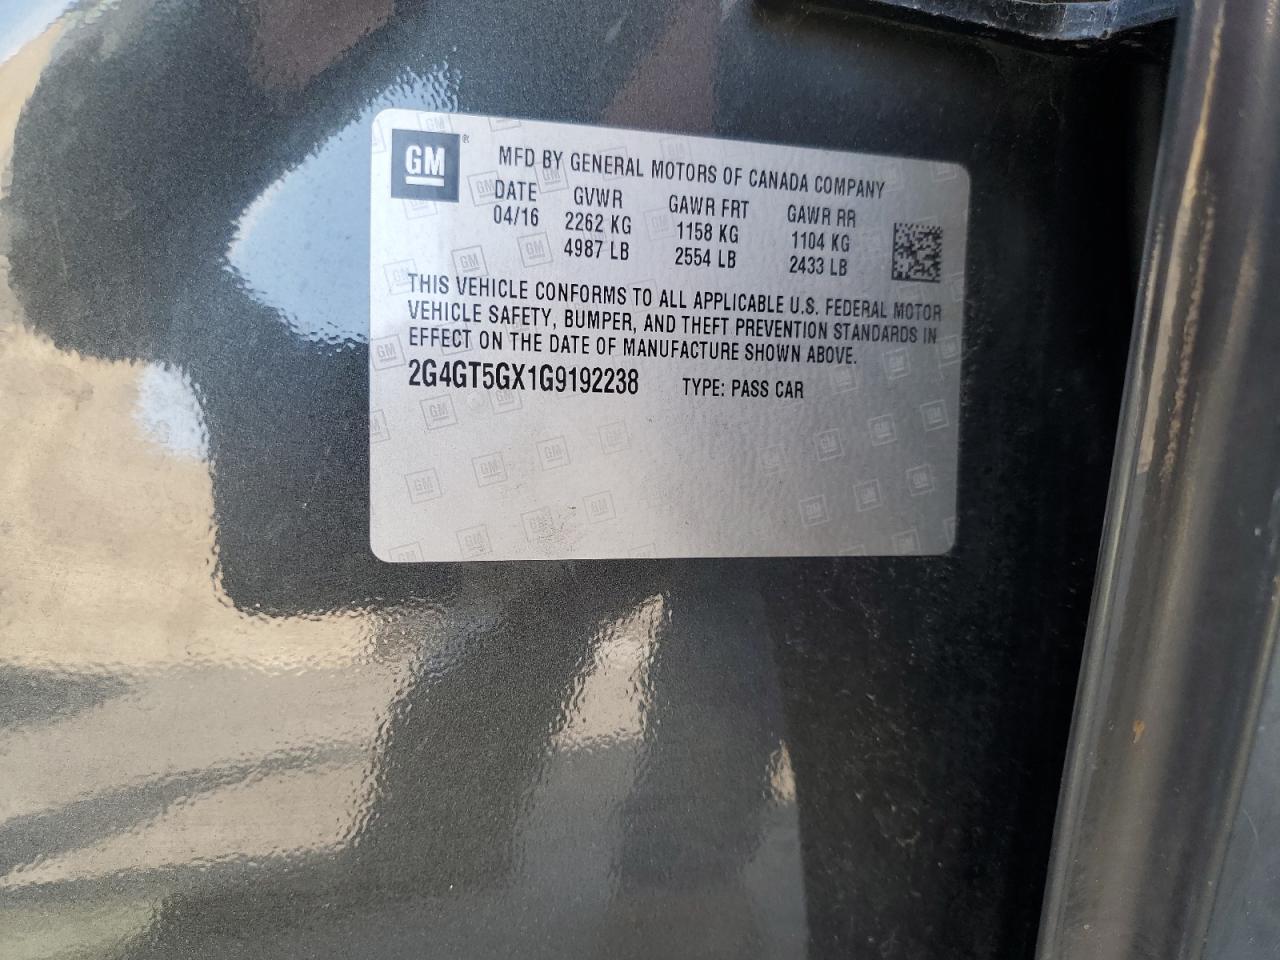 GM ®
MFD BY GENERAL MOTORS OF CANADA COMPANY
DATE GVWR GAWR FRT GAWR RR
04/16 2262 KG 1158 KG 1104 KG
4987 LB 2554 LB 2433 LB
THIS VEHICLE CONFORMS TO ALL APPLICABLE U.S. FEDERAL MOTOR
VEHICLE SAFETY, BUMPER, AND THEFT PREVENTION STANDARDS IN
EFFECT ON THE DATE OF MANUFACTURE SHOWN ABOVE.
2G4GT5GX1G9192238 TYPE: PASS CAR